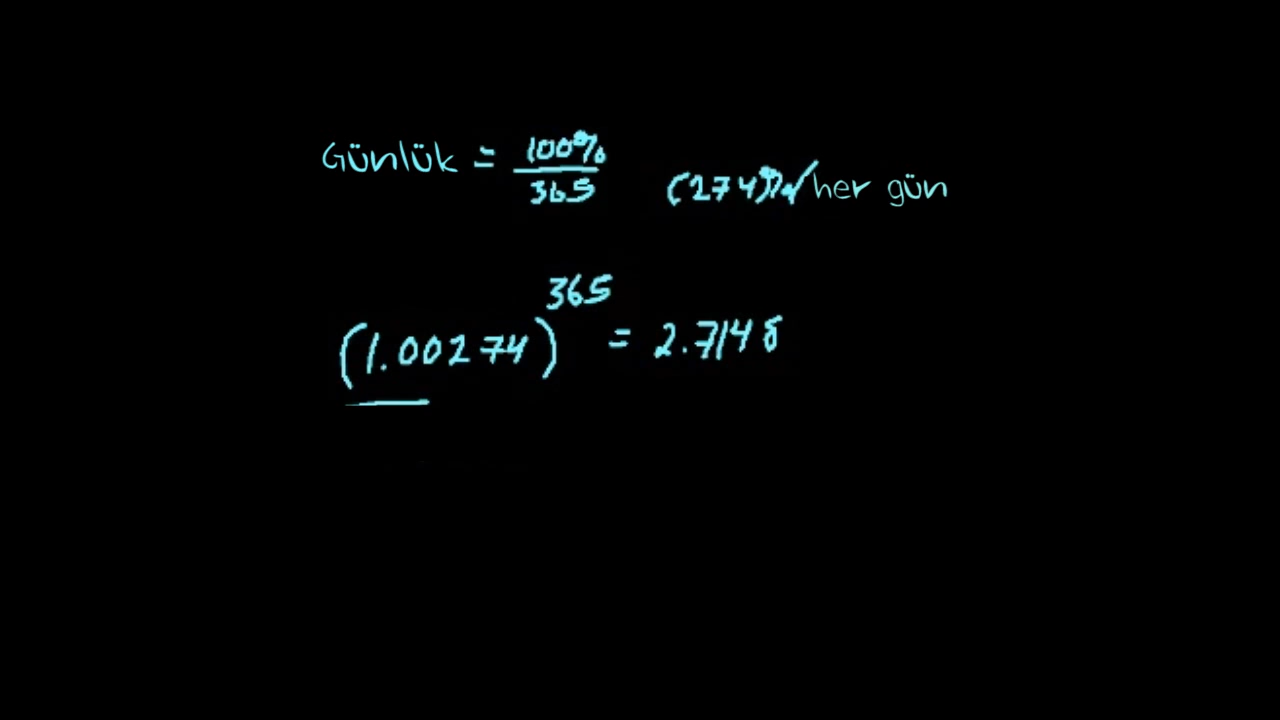 Günlük = 100% / 365 (274)%/her gün
(1.00274)^365 = 2.7148